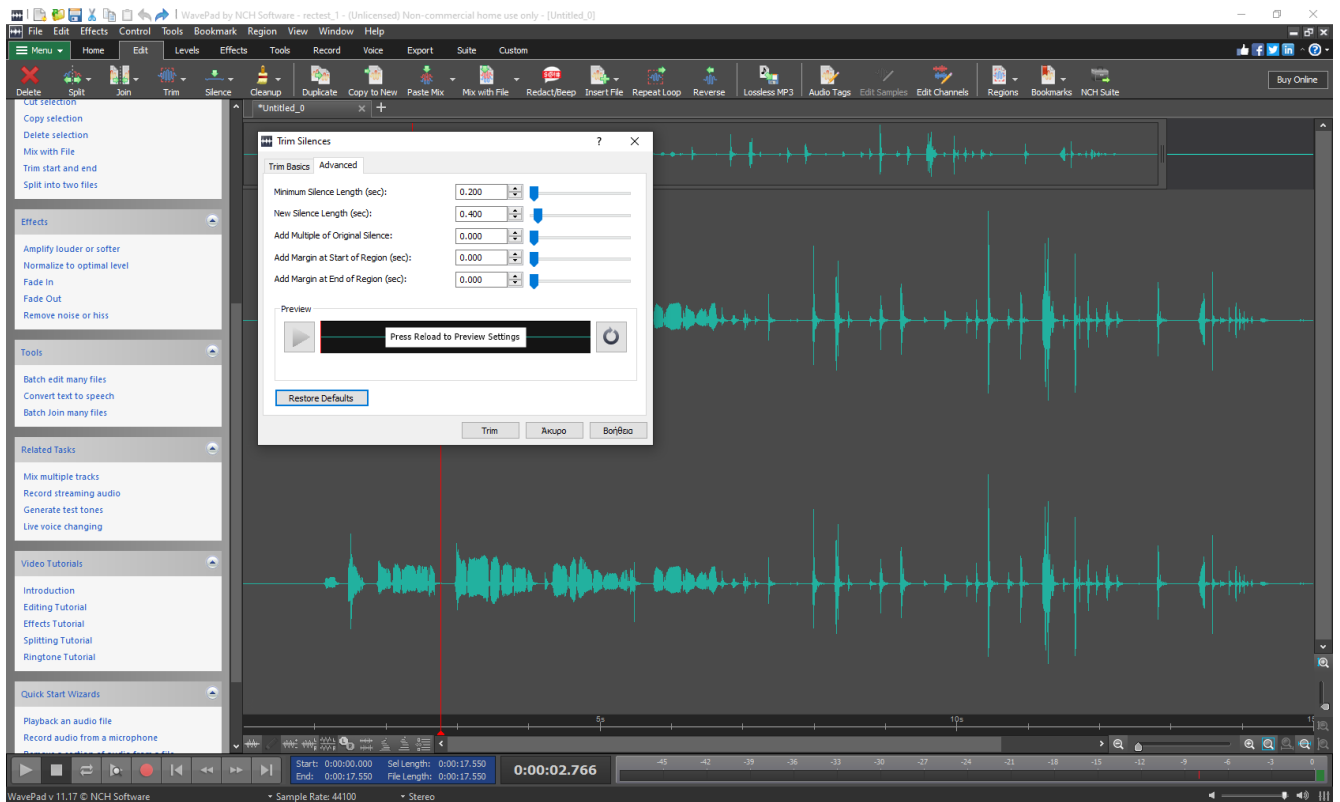 WavePad by NCH Software - rectest_1 - (Unlicensed) Non-commercial home use only - [Untitled_0]
File Edit Effects Control Tools Bookmark Region View Window Help
Menu Home Edit Levels Effects Tools Record Voice Export Suite Custom
Delete Split Join Trim Silence Cleanup Duplicate Copy to New Paste Mix Mix with File Redact/Beep Insert File Repeat Loop Reverse Lossless MP3 Audio Tags Edit Samples Edit Channels Regions Bookmarks NCH Suite Buy Online
Cut selection
Copy selection
Delete selection
Mix with File
Trim start and end
Split into two files
Effects
Amplify louder or softer
Normalize to optimal level
Fade In
Fade Out
Remove noise or hiss
Tools
Batch edit many files
Convert text to speech
Batch Join many files
Related Tasks
Mix multiple tracks
Record streaming audio
Generate test tones
Live voice changing
Video Tutorials
Introduction
Editing Tutorial
Effects Tutorial
Splitting Tutorial
Ringtone Tutorial
Quick Start Wizards
Playback an audio file
Record audio from a microphone
*Untitled_0
Trim Silences
Trim Basics Advanced
Minimum Silence Length (sec): 0.200
New Silence Length (sec): 0.400
Add Multiple of Original Silence: 0.000
Add Margin at Start of Region (sec): 0.000
Add Margin at End of Region (sec): 0.000
Preview
Press Reload to Preview Settings
Restore Defaults
Trim Άκυρο Βοήθεια
5s 10s
Start: 0:00:00.000 Sel Length: 0:00:17.550
End: 0:00:17.550 File Length: 0:00:17.550
0:00:02.766
-45 -42 -39 -36 -33 -30 -27 -24 -21 -18 -15 -12 -9 -6 -3 0
WavePad v 11.17 © NCH Software Sample Rate: 44100 Stereo